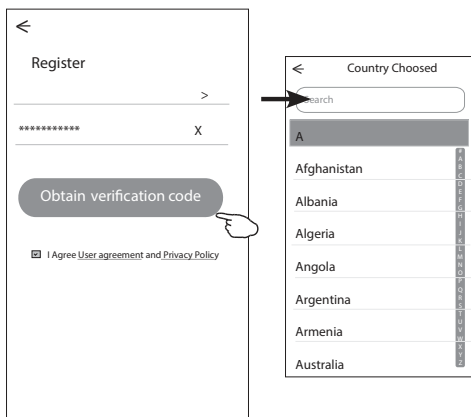 Register
>
***********
X
Obtain verification code
I Agree User agreement and Privacy Policy
Country Choosed
Search
A
Afghanistan
Albania
Algeria
Angola
Argentina
Armenia
Australia
#
A
B
C
D
E
F
G
H
I
J
K
L
M
N
O
P
Q
R
S
T
U
V
W
X
Y
Z